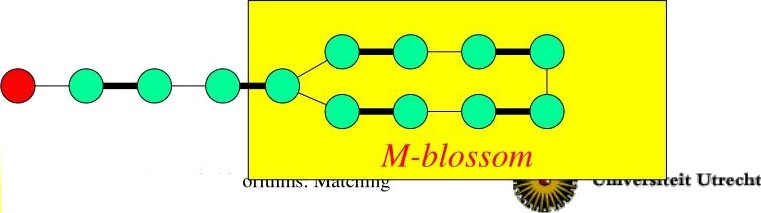 M-blossom
orithms: Matching
Universiteit Utrecht